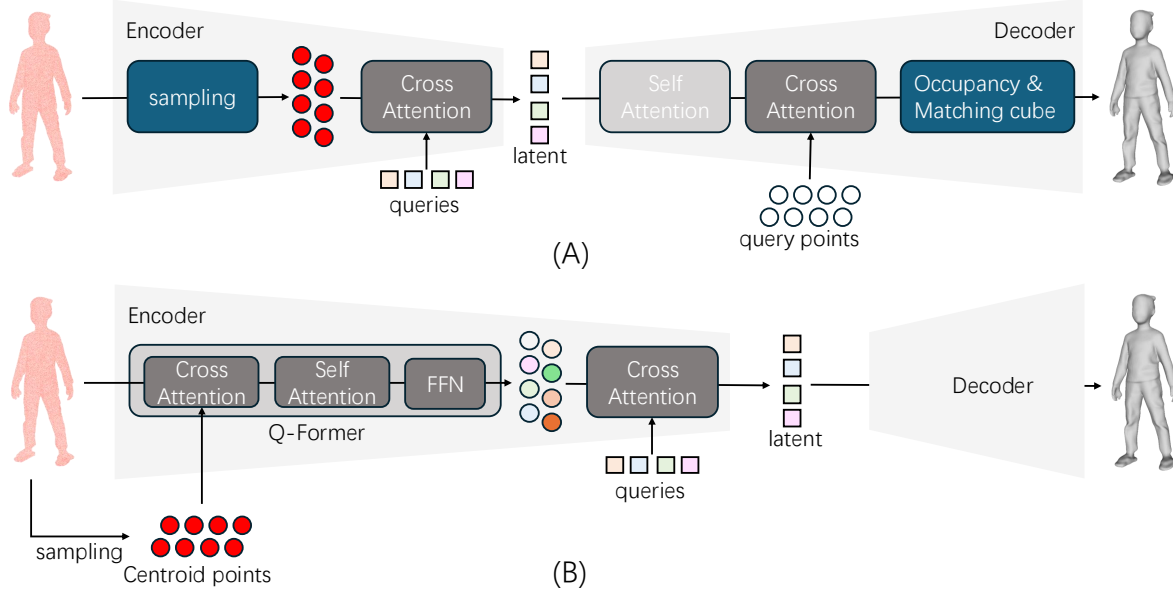 Encoder
Decoder
sampling
Cross
Attention
latent
queries
Self
Attention
Cross
Attention
Occupancy &
Matching cube
query points
(A)
Encoder
Cross
Attention
Self
Attention
FFN
Q-Former
Cross
Attention
queries
latent
Decoder
sampling
Centroid points
(B)